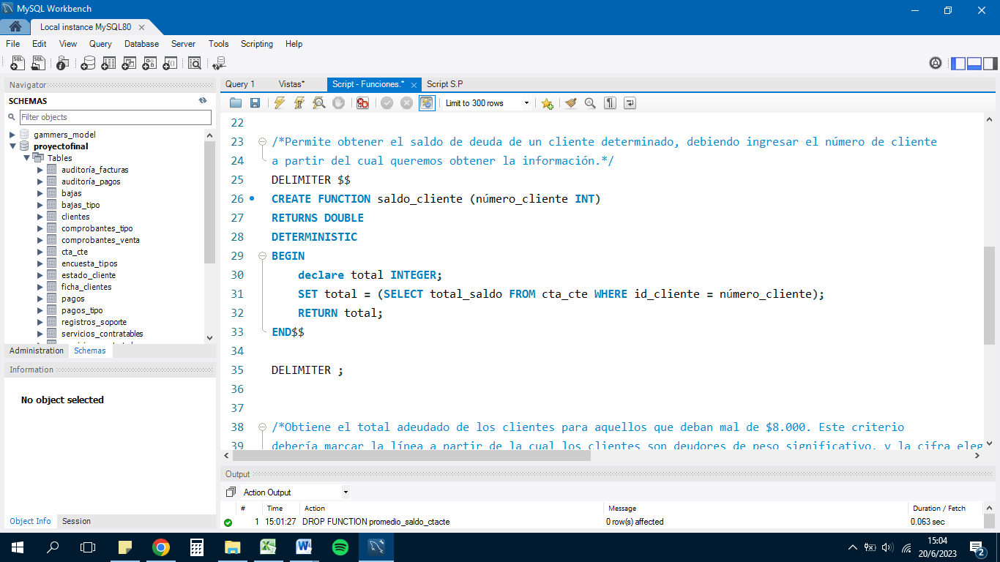 MySQL Workbench
Local instance MySQL80
File Edit View Query Database Server Tools Scripting Help
Navigator
SCHEMAS
Filter objects
gammers_model
proyectofinal
Tables
auditoría_facturas
auditoría_pagos
bajas
bajas_tipo
clientes
comprobantes_tipo
comprobantes_venta
cta_cte
encuesta_tipos
estado_cliente
ficha_clientes
pagos
pagos_tipo
registros_soporte
servicios_contratables
Administration Schemas
Information
No object selected
Object Info Session
Query 1 Vistas* Script - Funciones.* Script S.P
Limit to 300 rows
22
23 /*Permite obtener el saldo de deuda de un cliente determinado, debiendo ingresar el número de cliente
24 a partir del cual queremos obtener la información.*/
25 DELIMITER $$
26 CREATE FUNCTION saldo_cliente (número_cliente INT)
27 RETURNS DOUBLE
28 DETERMINISTIC
29 BEGIN
30 declare total INTEGER;
31 SET total = (SELECT total_saldo FROM cta_cte WHERE id_cliente = número_cliente);
32 RETURN total;
33 END$$
34
35 DELIMITER ;
36
37
38 /*Obtiene el total adeudado de los clientes para aquellos que deban mal de $8.000. Este criterio
39 debería marcar la línea a partir de la cual los clientes son deudores de peso significativo, y la cifra eleg
Output
Action Output
# Time Action Message Duration / Fetch
1 15:01:27 DROP FUNCTION promedio_saldo_ctacte 0 row(s) affected 0.063 sec
15:04
20/6/2023
2